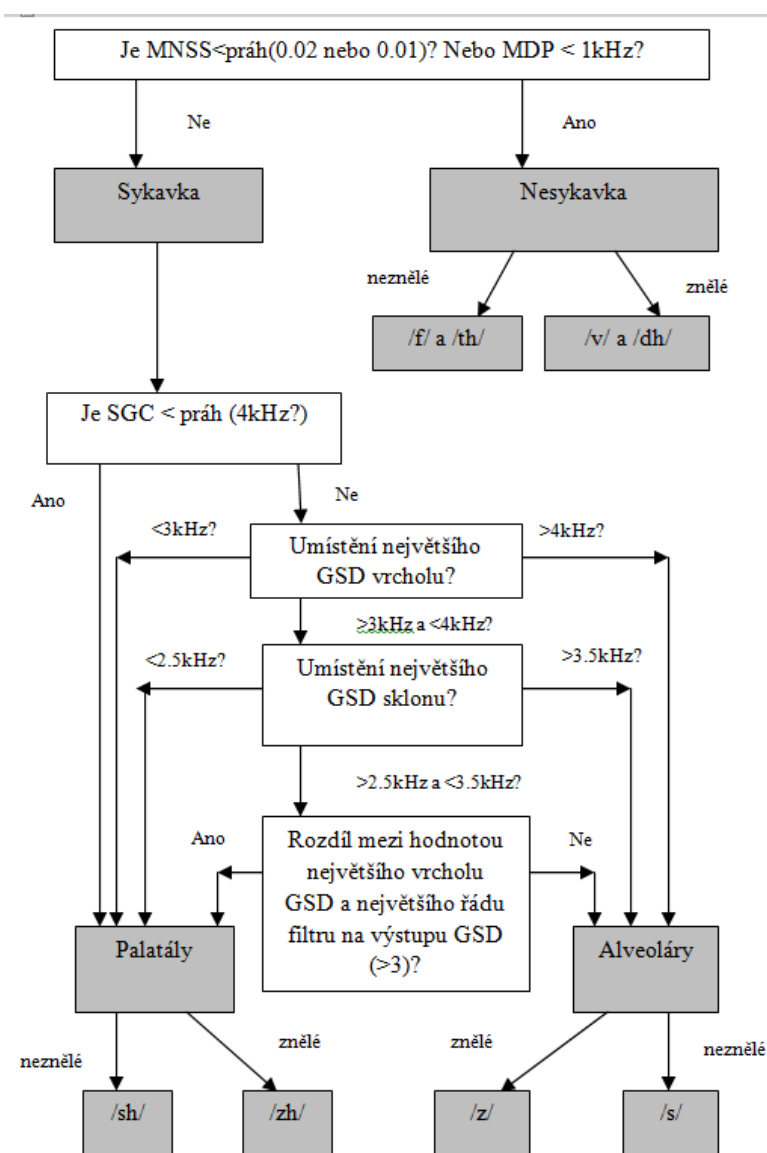 Je MNSS<práh(0.02 nebo 0.01)? Nebo MDP < 1kHz?
Ne
Ano
Sykavka
Nesykavka
neznělé
znělé
/f/ a /th/
/v/ a /dh/
Je SGC < práh (4kHz?)
Ano
Ne
<3kHz?
Umístění největšího
GSD vrcholu?
>4kHz?
>3kHz a <4kHz?
<2.5kHz?
Umístění největšího
GSD sklonu?
>3.5kHz?
>2.5kHz a <3.5kHz?
Ano
Rozdíl mezi hodnotou
největšího vrcholu
GSD a největšího řádu
filtru na výstupu GSD
(>3)?
Ne
Palatály
Alveoláry
neznělé
znělé
znělé
neznělé
/sh/
/zh/
/z/
/s/